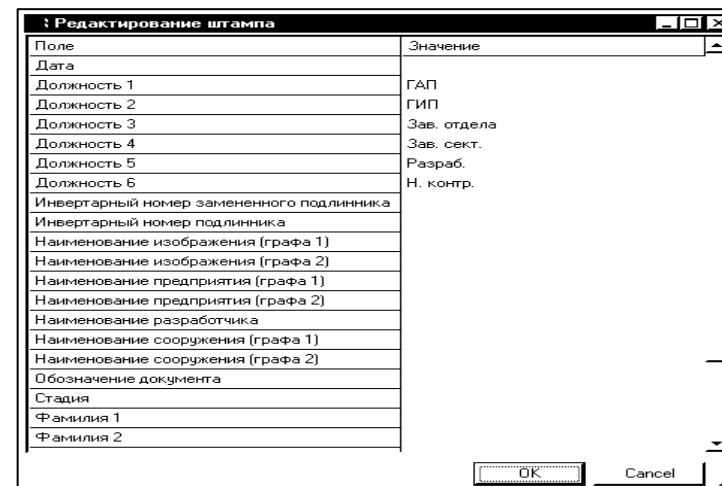 Редактирование штампа
Поле Значение
Дата
Должность 1 ГАП
Должность 2 ГИП
Должность 3 Зав. отдела
Должность 4 Зав. сект.
Должность 5 Разраб.
Должность 6 Н. контр.
Инвертарный номер замененного подлинника
Инвертарный номер подлинника
Наименование изображения (графа 1)
Наименование изображения (графа 2)
Наименование предприятия (графа 1)
Наименование предприятия (графа 2)
Наименование разработчика
Наименование сооружения (графа 1)
Наименование сооружения (графа 2)
Обозначение документа
Стадия
Фамилия 1
Фамилия 2
OK Cancel